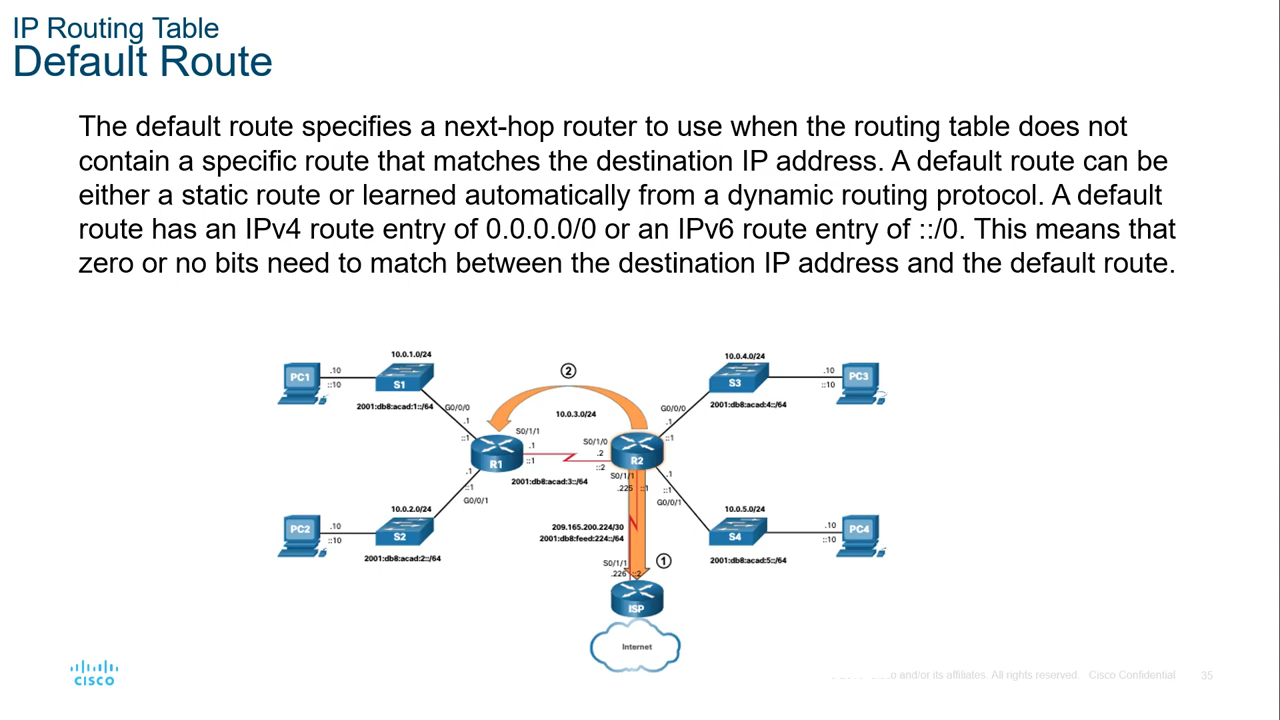 IP Routing Table
Default Route
The default route specifies a next-hop router to use when the routing table does not
contain a specific route that matches the destination IP address. A default route can be
either a static route or learned automatically from a dynamic routing protocol. A default
route has an IPv4 route entry of 0.0.0.0/0 or an IPv6 route entry of ::/0. This means that
zero or no bits need to match between the destination IP address and the default route.
10.0.1.0/24
PC1
.10
::10
S1
2001:db8:acad:1::/64
G0/0/0
.1
::1
②
10.0.3.0/24
10.0.4.0/24
S3
.10
::10
PC3
2001:db8:acad:4::/64
G0/0/0
.1
::1
R1
S0/1/1
.1
::1
S0/1/0
.2
::2
R2
2001:db8:acad:3::/64
.1
::1
G0/0/1
S0/1/1
.225
::1
.1
::1
G0/0/1
10.0.2.0/24
PC2
.10
::10
S2
2001:db8:acad:2::/64
209.165.200.224/30
2001:db8:feed:224::/64
10.0.5.0/24
S4
.10
::10
PC4
2001:db8:acad:5::/64
S0/1/1
.226
::2
①
ISP
Internet
CISCO
and/or its affiliates. All rights reserved. Cisco Confidential
35